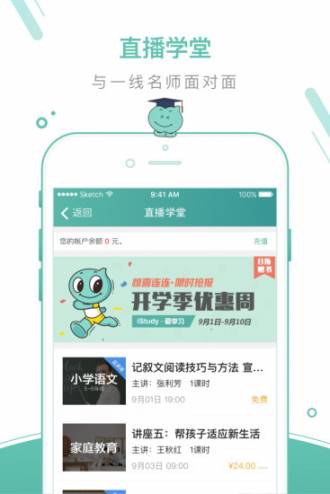 直播学堂
与一线名师面对面
Sketch 9:41 AM 100%
返回 直播学堂
您的帐户余额 0 元。 充值
惊喜连连·限时抢报
开学季优惠周
iStudy·爱学习 9月1日-9月10日
小学语文
记叙文阅读技巧与方法 宣…
主讲：张利芳 1课时
9月01日 19:00 免费
家庭教育
讲座五：帮孩子适应新生活
主讲：王秋红 1课时
9月03日 09:00 ¥24.00